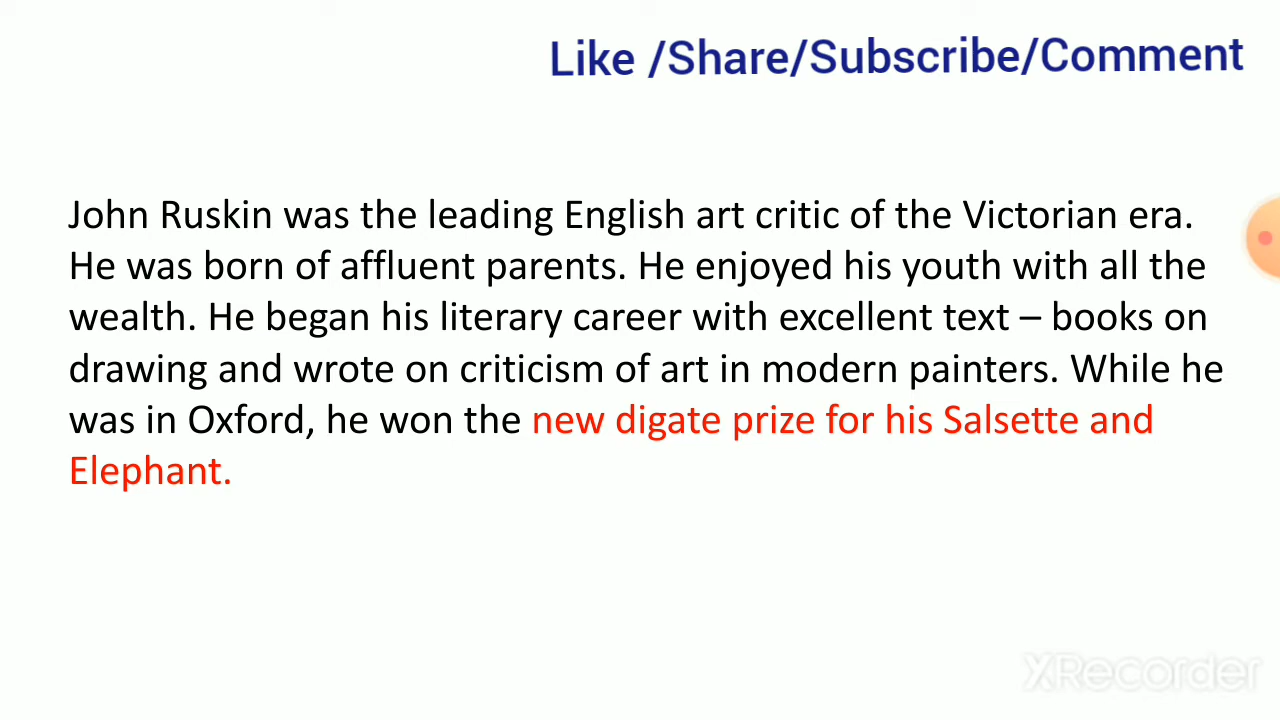 Like /Share/Subscribe/Comment
John Ruskin was the leading English art critic of the Victorian era.
He was born of affluent parents. He enjoyed his youth with all the
wealth. He began his literary career with excellent text – books on
drawing and wrote on criticism of art in modern painters. While he
was in Oxford, he won the new digate prize for his Salsette and
Elephant.
XRecorder